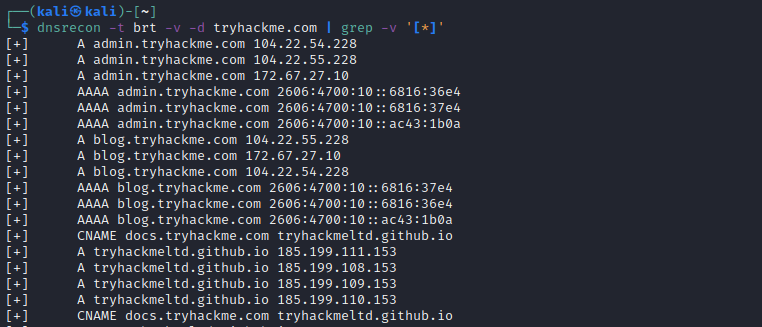 ┌──(kali㉿kali)-[~]
└─$ dnsrecon -t brt -v -d tryhackme.com | grep -v '[*]'
[+] A admin.tryhackme.com 104.22.54.228
[+] A admin.tryhackme.com 104.22.55.228
[+] A admin.tryhackme.com 172.67.27.10
[+] AAAA admin.tryhackme.com 2606:4700:10::6816:36e4
[+] AAAA admin.tryhackme.com 2606:4700:10::6816:37e4
[+] AAAA admin.tryhackme.com 2606:4700:10::ac43:1b0a
[+] A blog.tryhackme.com 104.22.55.228
[+] A blog.tryhackme.com 172.67.27.10
[+] A blog.tryhackme.com 104.22.54.228
[+] AAAA blog.tryhackme.com 2606:4700:10::6816:37e4
[+] AAAA blog.tryhackme.com 2606:4700:10::6816:36e4
[+] AAAA blog.tryhackme.com 2606:4700:10::ac43:1b0a
[+] CNAME docs.tryhackme.com tryhackmeltd.github.io
[+] A tryhackmeltd.github.io 185.199.111.153
[+] A tryhackmeltd.github.io 185.199.108.153
[+] A tryhackmeltd.github.io 185.199.109.153
[+] A tryhackmeltd.github.io 185.199.110.153
[+] CNAME docs.tryhackme.com tryhackmeltd.github.io